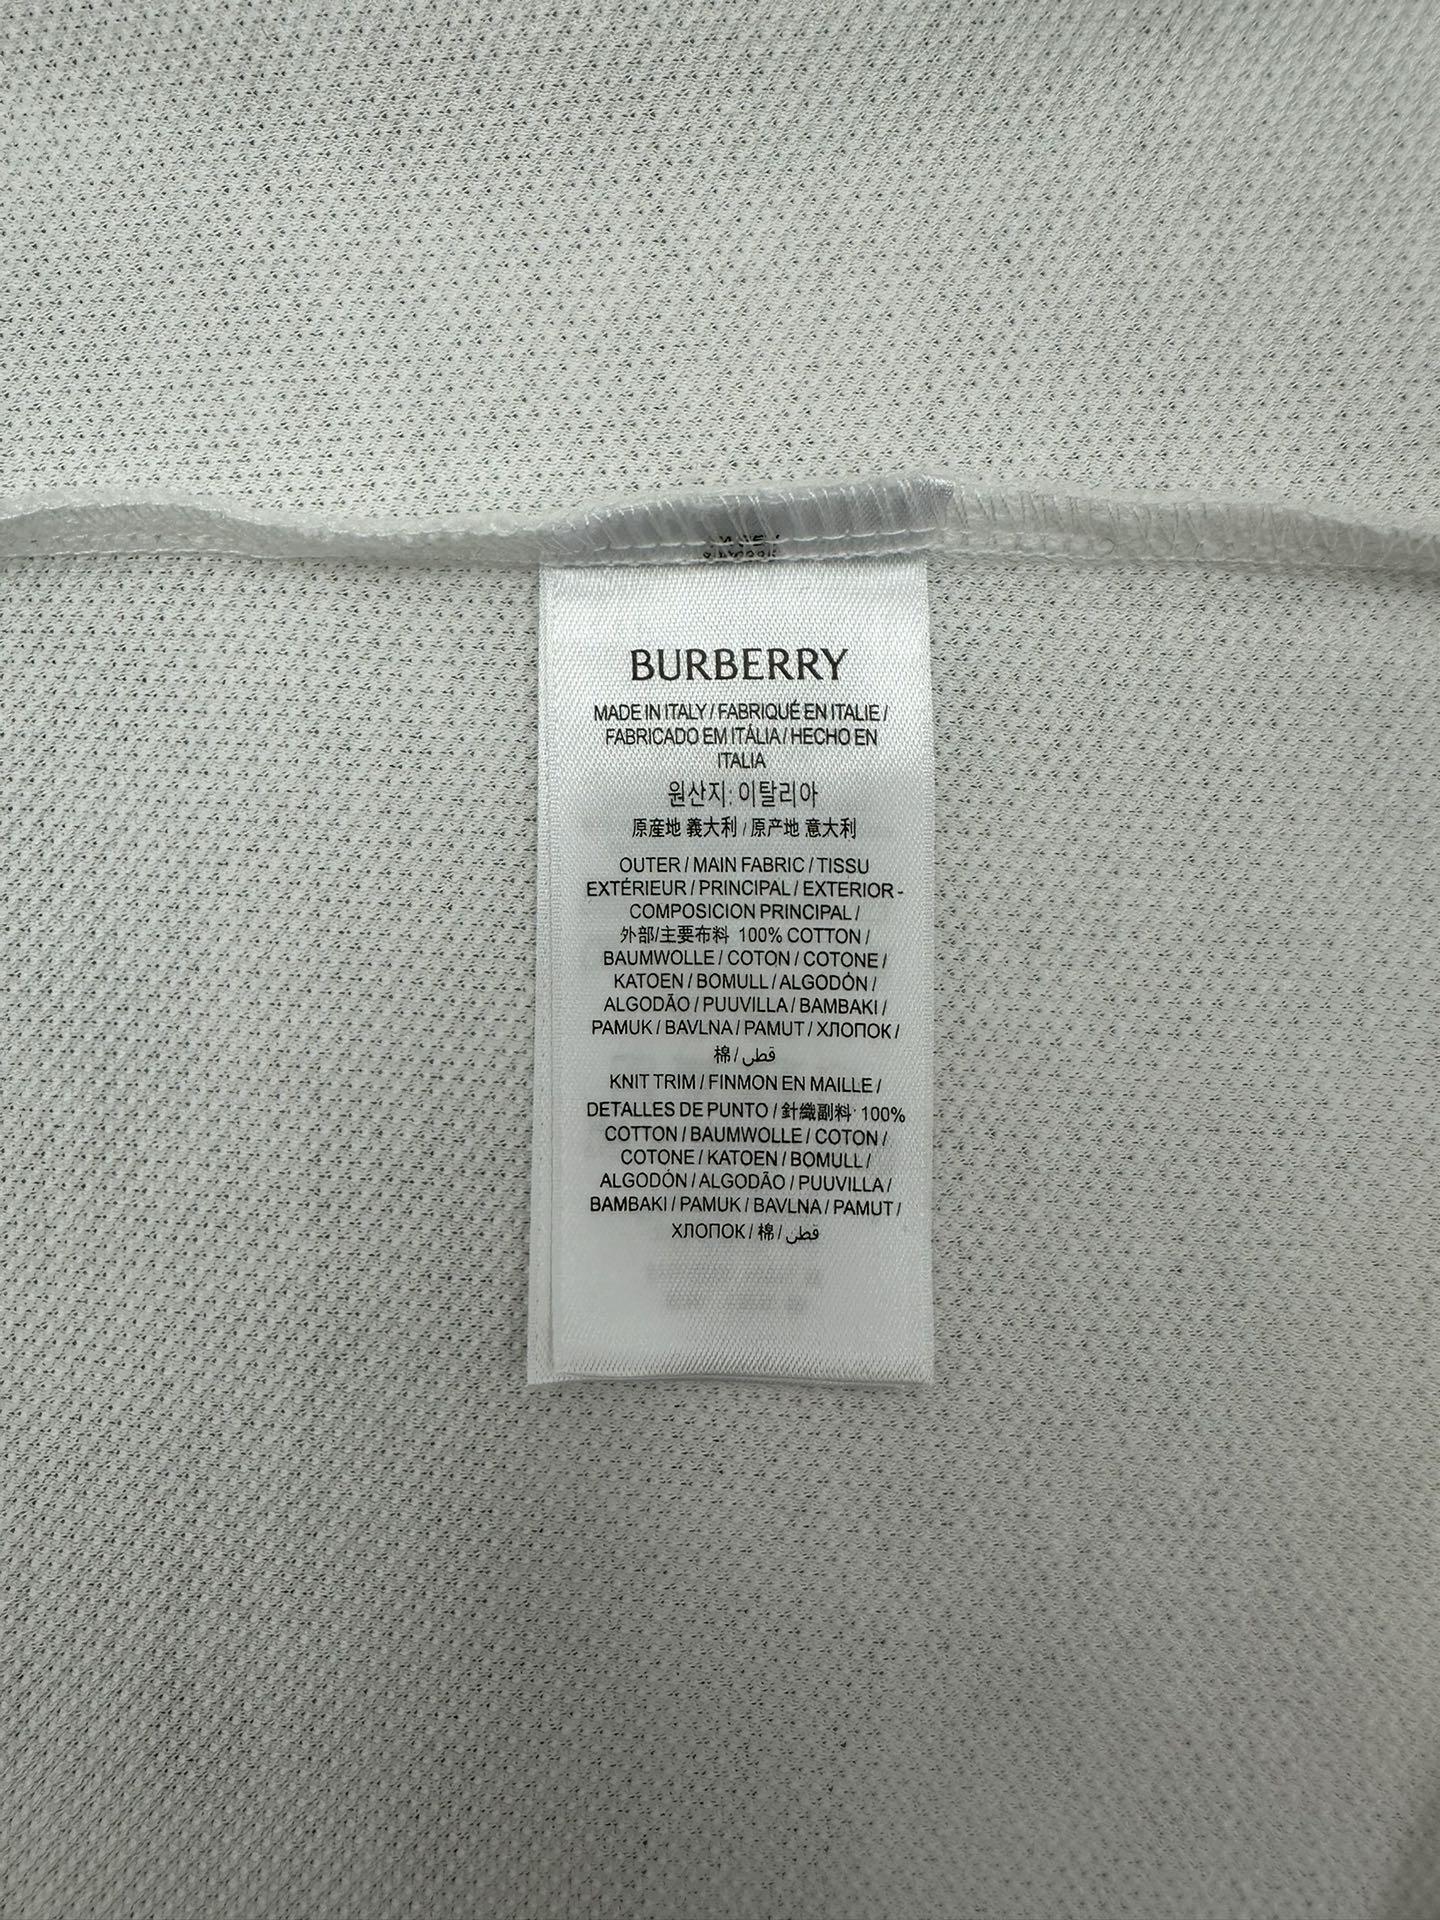 BURBERRY
MADE IN ITALY / FABRIQUÉ EN ITALIE /
FABRICADO EM ITÁLIA / HECHO EN
ITALIA
원산지: 이탈리아
原産地 義大利 / 原产地 意大利
OUTER / MAIN FABRIC / TISSU
EXTÉRIEUR / PRINCIPAL / EXTERIOR -
COMPOSICION PRINCIPAL /
外部/主要布料 100% COTTON /
BAUMWOLLE / COTON / COTONE /
KATOEN / BOMULL / ALGODÓN /
ALGODÃO / PUUVILLA / BAMBAKI /
PAMUK / BAVLNA / PAMUT / ХЛОПОК /
棉 / قطن
KNIT TRIM / FINMON EN MAILLE /
DETALLES DE PUNTO / 針織副料· 100%
COTTON / BAUMWOLLE / COTON /
COTONE / KATOEN / BOMULL /
ALGODÓN / ALGODÃO / PUUVILLA /
BAMBAKI / PAMUK / BAVLNA / PAMUT /
ХЛОПОК / 棉 / قطن